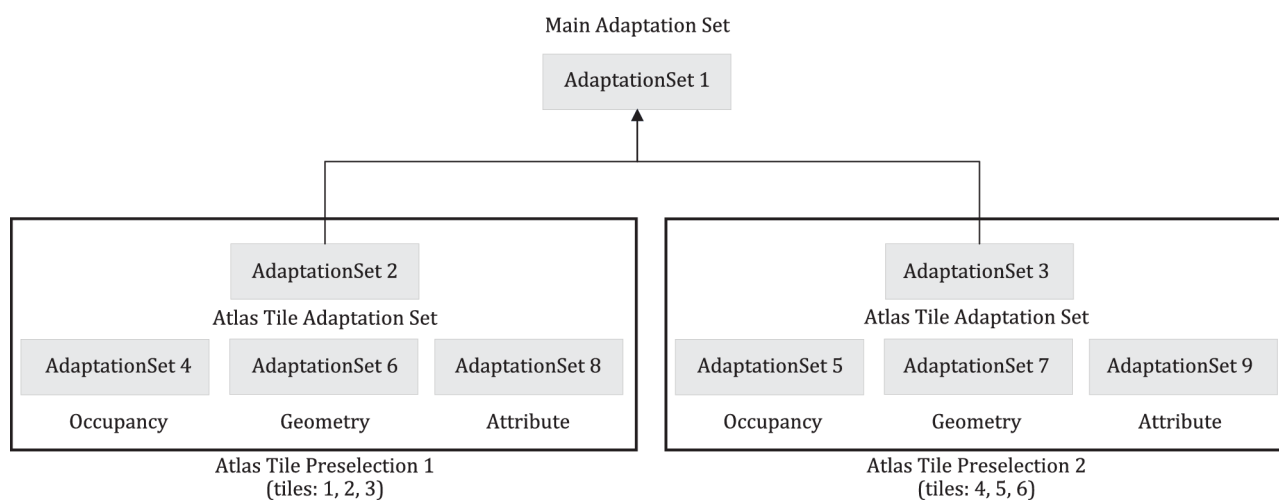 Main Adaptation Set
AdaptationSet 1
AdaptationSet 2
Atlas Tile Adaptation Set
AdaptationSet 4
AdaptationSet 6
AdaptationSet 8
Occupancy
Geometry
Attribute
Atlas Tile Preselection 1
(tiles: 1, 2, 3)
AdaptationSet 3
Atlas Tile Adaptation Set
AdaptationSet 5
AdaptationSet 7
AdaptationSet 9
Occupancy
Geometry
Attribute
Atlas Tile Preselection 2
(tiles: 4, 5, 6)